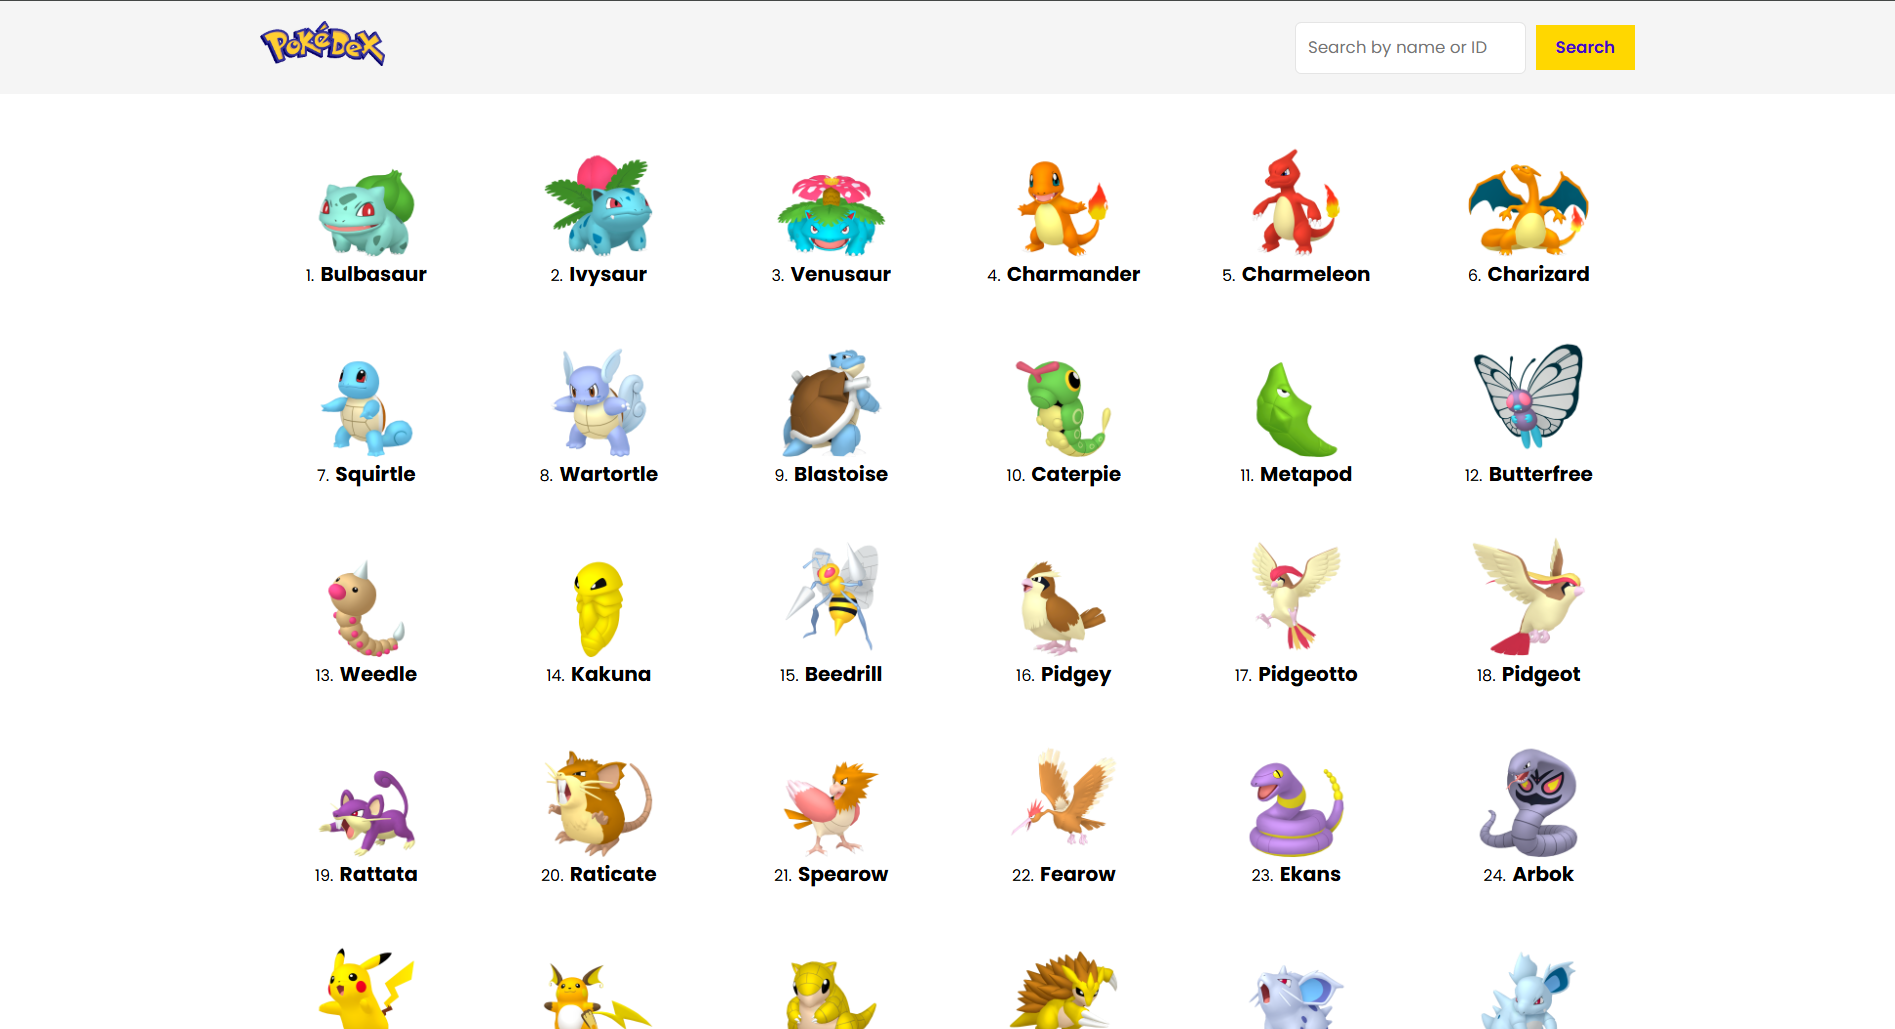 PokéDex
Search by name or ID
Search
1. Bulbasaur
2. Ivysaur
3. Venusaur
4. Charmander
5. Charmeleon
6. Charizard
7. Squirtle
8. Wartortle
9. Blastoise
10. Caterpie
11. Metapod
12. Butterfree
13. Weedle
14. Kakuna
15. Beedrill
16. Pidgey
17. Pidgeotto
18. Pidgeot
19. Rattata
20. Raticate
21. Spearow
22. Fearow
23. Ekans
24. Arbok